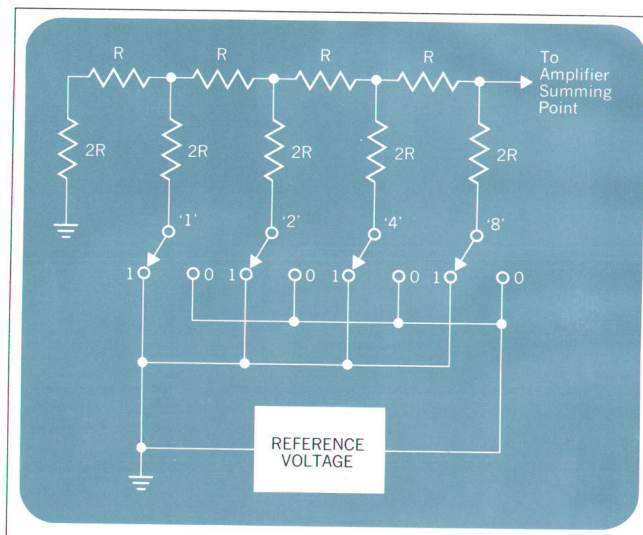 R R R R
To
Amplifier
Summing
Point
2R 2R 2R 2R 2R
'1' '2' '4' '8'
1 0 1 0 1 0 1 0
REFERENCE
VOLTAGE